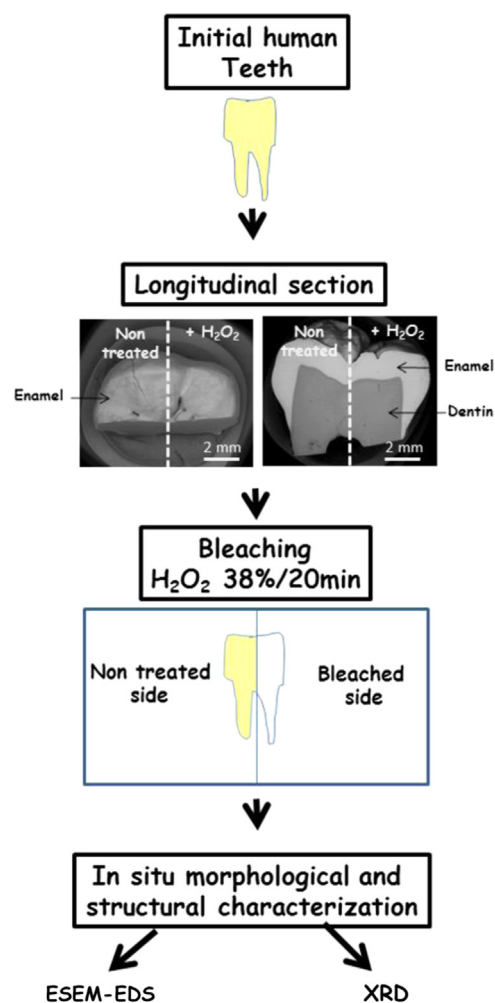 Initial human
Teeth
Longitudinal section
Non
treated
+ H₂O₂
Enamel
2 mm
Non
treated
+ H₂O₂
Enamel
Dentin
2 mm
Bleaching
H₂O₂ 38%/20min
Non treated
side
Bleached
side
In situ morphological and
structural characterization
ESEM-EDS
XRD